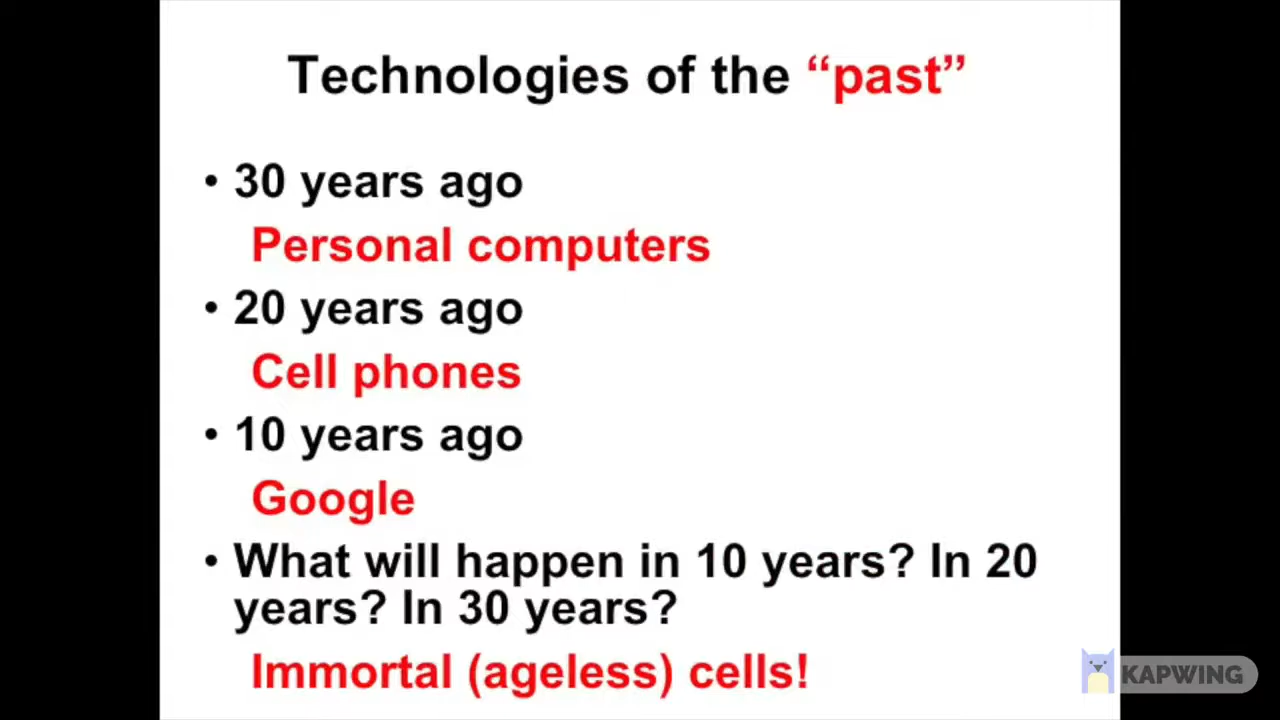 Technologies of the “past”
• 30 years ago
Personal computers
• 20 years ago
Cell phones
• 10 years ago
Google
• What will happen in 10 years? In 20
years? In 30 years?
Immortal (ageless) cells!
KAPWING